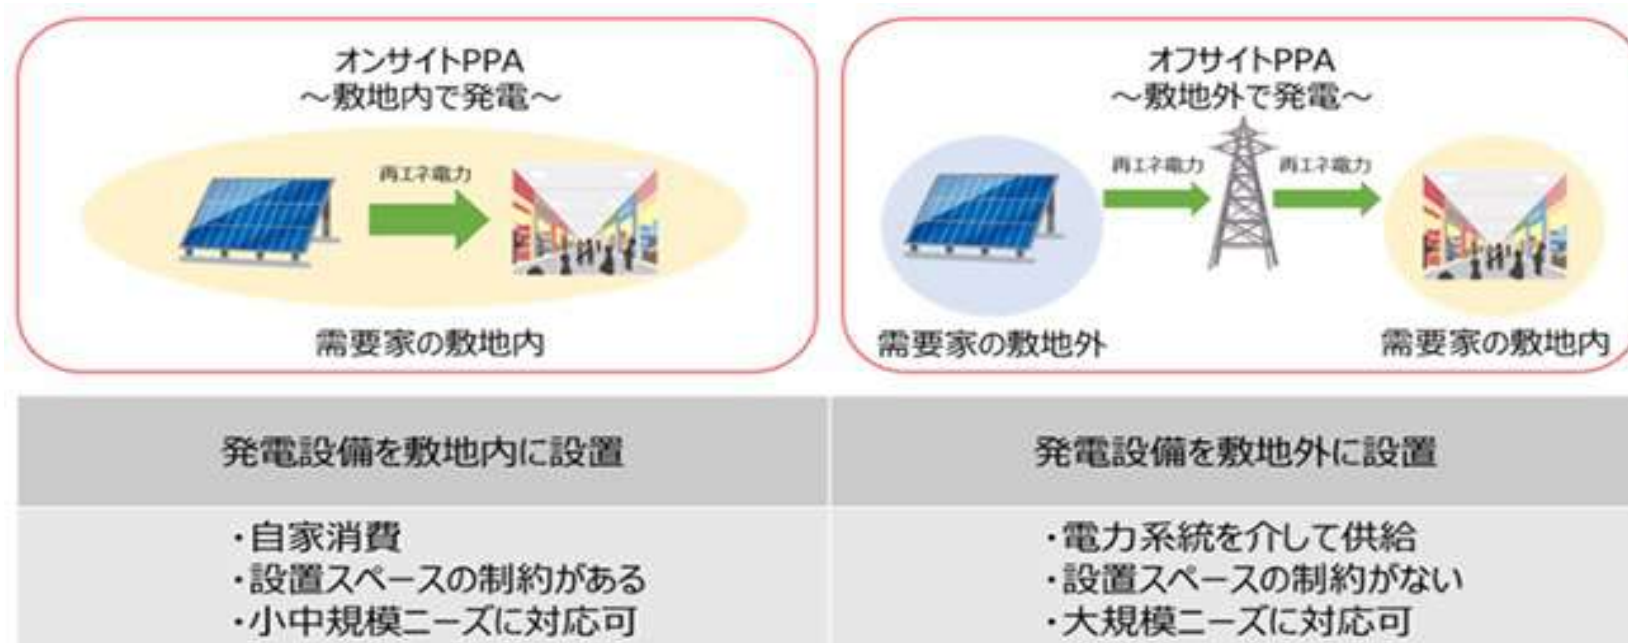 オンサイトPPA
～敷地内で発電～
再エネ電力
需要家の敷地内
オフサイトPPA
～敷地外で発電～
再エネ電力
再エネ電力
需要家の敷地外
需要家の敷地内
発電設備を敷地内に設置
発電設備を敷地外に設置
・自家消費
・設置スペースの制約がある
・小中規模ニーズに対応可
・電力系統を介して供給
・設置スペースの制約がない
・大規模ニーズに対応可